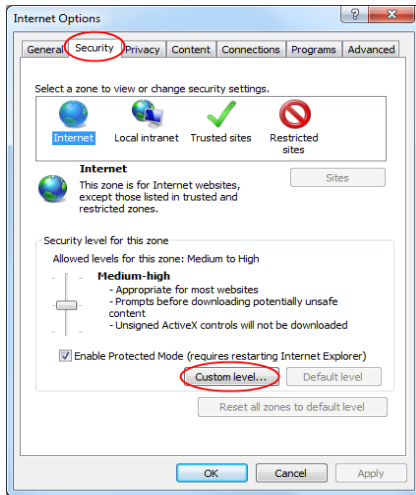 Internet Options
General Security Privacy Content Connections Programs Advanced
Select a zone to view or change security settings.
Internet Local intranet Trusted sites Restricted
sites
Internet
This zone is for Internet websites,
except those listed in trusted and
restricted zones.
Sites
Security level for this zone
Allowed levels for this zone: Medium to High
Medium-high
- Appropriate for most websites
- Prompts before downloading potentially unsafe
content
- Unsigned ActiveX controls will not be downloaded
Enable Protected Mode (requires restarting Internet Explorer)
Custom level... Default level
Reset all zones to default level
OK Cancel Apply